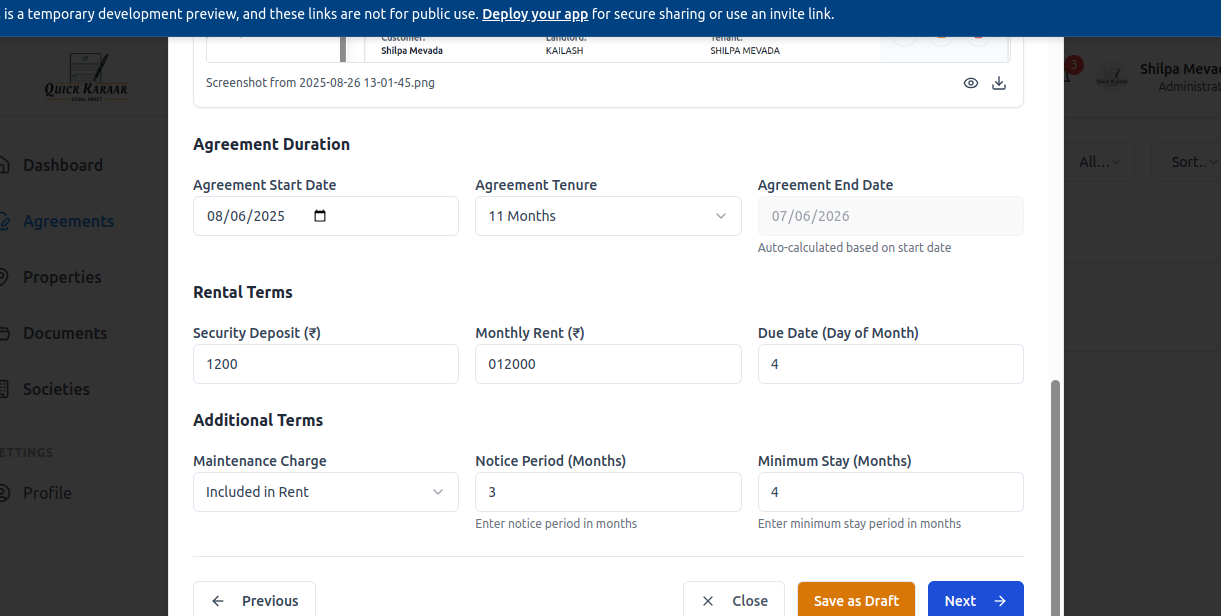 is a temporary development preview, and these links are not for public use. Deploy your app for secure sharing or use an invite link.
Customer: Landlord: Tenant:
Shilpa Mevada KAILASH SHILPA MEVADA
Screenshot from 2025-08-26 13-01-45.png
QUICK KARAAR
LEGAL DRAFT
3
Shilpa Meva
Administrat
Dashboard
Agreements
Properties
Documents
Societies
ETTINGS
Profile
All...
Sort..
Agreement Duration
Agreement Start Date Agreement Tenure Agreement End Date
08/06/2025 11 Months 07/06/2026
Auto-calculated based on start date
Rental Terms
Security Deposit (₹) Monthly Rent (₹) Due Date (Day of Month)
1200 012000 4
Additional Terms
Maintenance Charge Notice Period (Months) Minimum Stay (Months)
Included in Rent 3 4
Enter notice period in months Enter minimum stay period in months
Previous Close Save as Draft Next